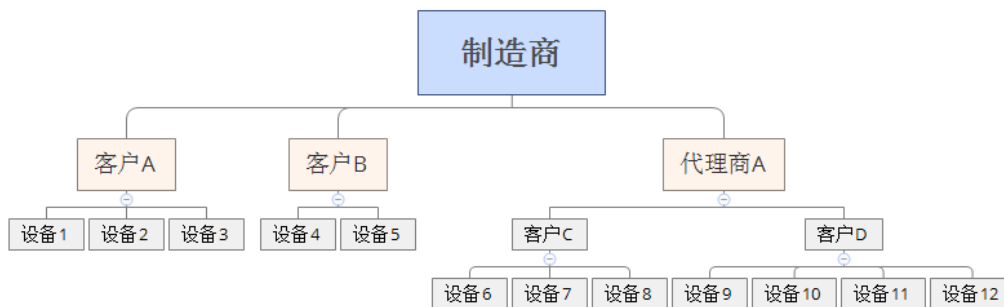 制造商
客户A
客户B
代理商A
设备1
设备2
设备3
设备4
设备5
客户C
客户D
设备6
设备7
设备8
设备9
设备10
设备11
设备12